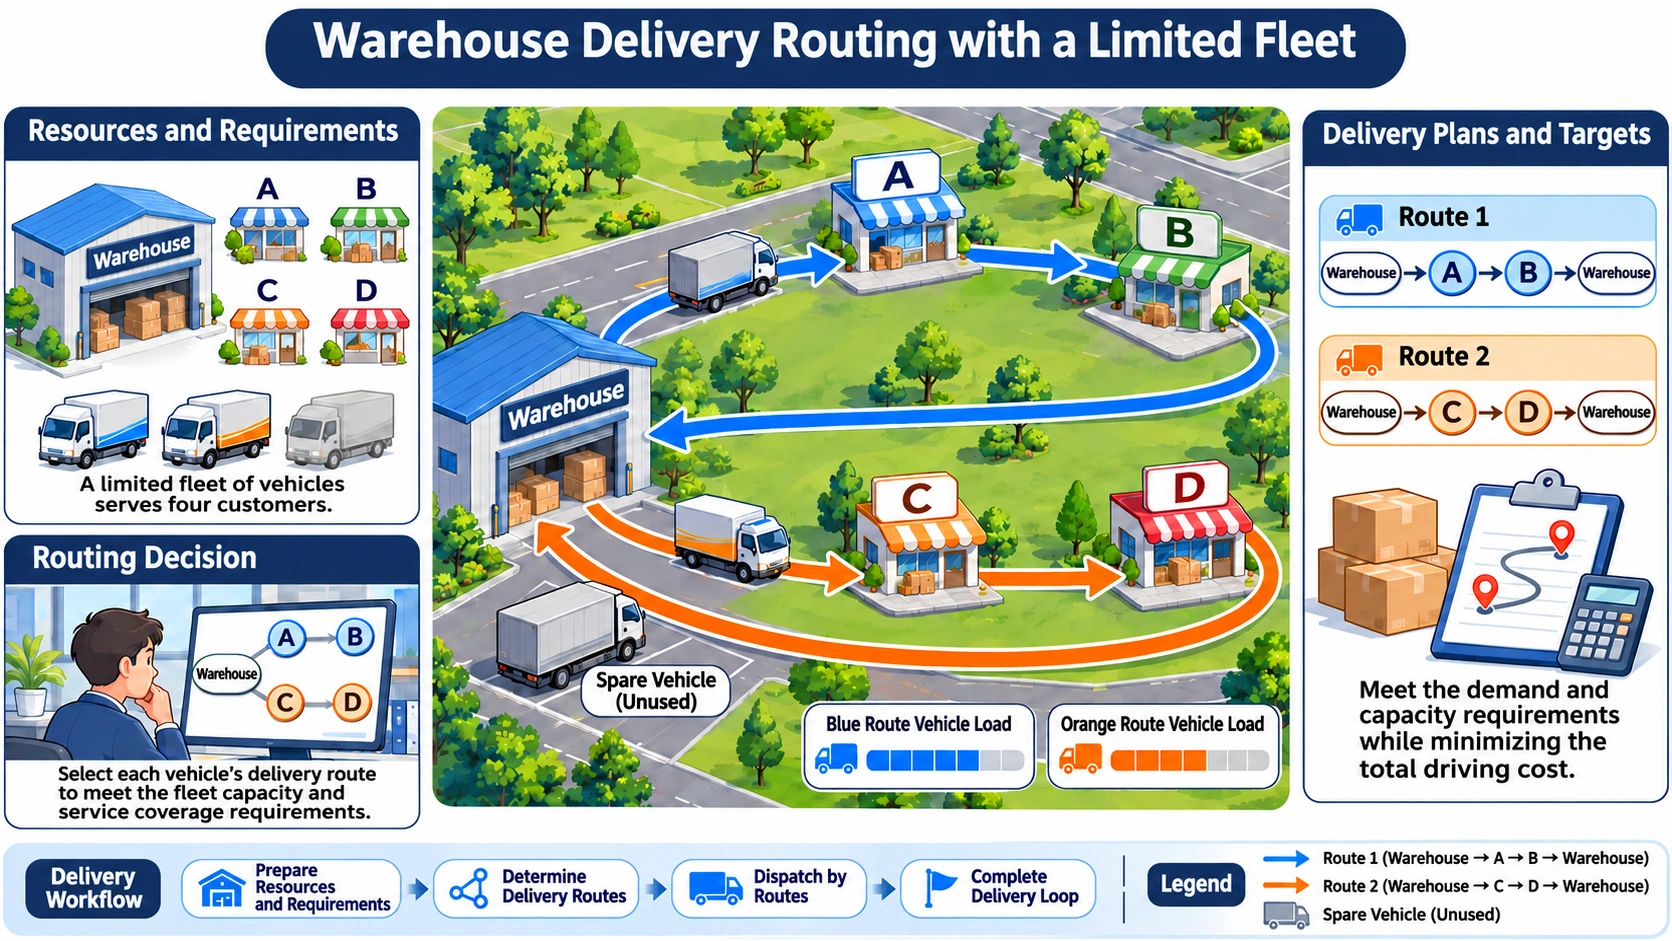 Warehouse Delivery Routing with a Limited Fleet
Resources and Requirements
Warehouse
A
B
C
D
A limited fleet of vehicles
serves four customers.
Routing Decision
Warehouse
A
B
C
D
Select each vehicle's delivery route
to meet the fleet capacity and
service coverage requirements.
A
B
Warehouse
C
D
Spare Vehicle
(Unused)
Blue Route Vehicle Load
Orange Route Vehicle Load
Delivery Plans and Targets
Route 1
Warehouse → A → B → Warehouse
Route 2
Warehouse → C → D → Warehouse
Meet the demand and
capacity requirements
while minimizing the
total driving cost.
Delivery
Workflow
Prepare
Resources
and Requirements
Determine
Delivery Routes
Dispatch by
Routes
Complete
Delivery Loop
Legend
Route 1 (Warehouse → A → B → Warehouse)
Route 2 (Warehouse → C → D → Warehouse)
Spare Vehicle (Unused)